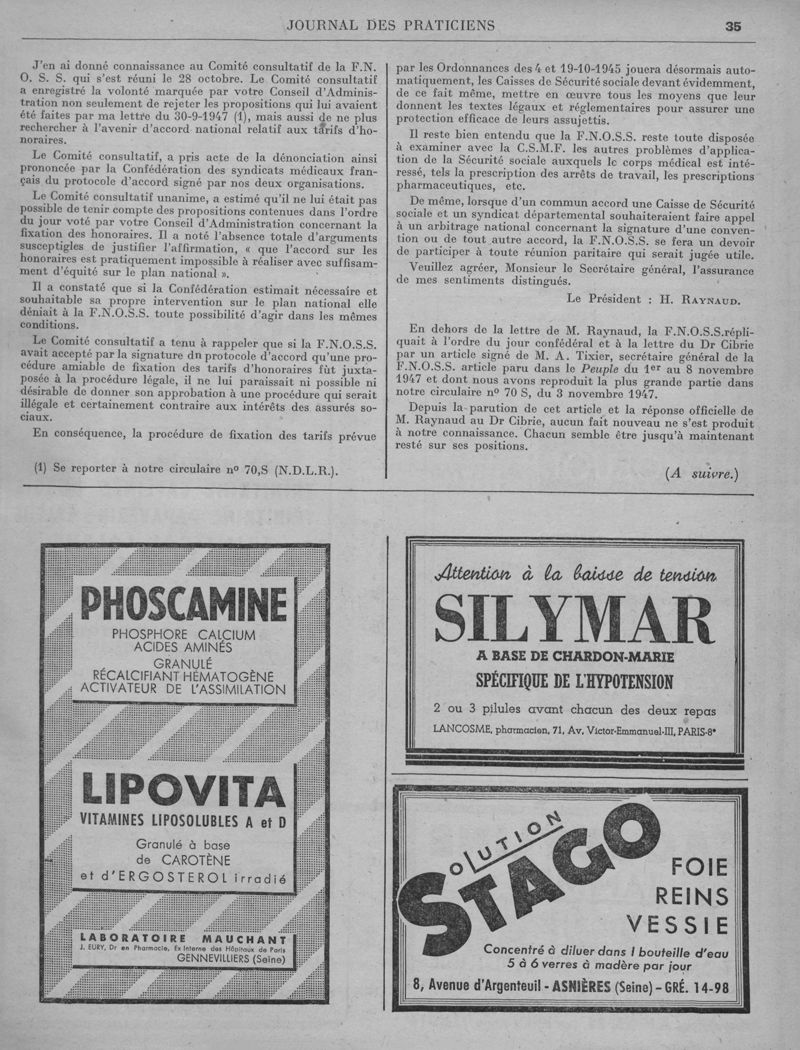 JOURNAL DES PRATICIENS
35
J'en ai donné connaissance au Comité consultatif de la F.N.
O. S. S. qui s'est réuni le 28 octobre. Le Comité consultatif
a enregistré la volonté marquée par votre Conseil d'Adminis-
tration non seulement de rejeter les propositions qui lui avaient
été faites par ma lettre du 30-9-1947 (1), mais aussi de ne plus
rechercher à l'avenir d'accord national relatif aux tarifs d'ho-
noraires.
Le Comité consultatif, a pris acte de la dénonciation ainsi
prononcée par la Confédération des syndicats médicaux fran-
çais du protocole d'accord signé par nos deux organisations.
Le Comité consultatif unanime, a estimé qu'il ne lui était pas
possible de tenir compte des propositions contenues dans l'ordre
du jour voté par votre Conseil d'Administration concernant la
fixation des honoraires. Il a noté l'absence totale d'arguments
susceptigles de justifier l'affirmation, « que l'accord sur les
honoraires est pratiquement impossible à réaliser avec suffisam-
ment d'équité sur le plan national ».
Il a constaté que si la Confédération estimait nécessaire et
souhaitable sa propre intervention sur le plan national elle
déniait à la F.N.O.S.S. toute possibilité d'agir dans les mêmes
conditions.
Le Comité consultatif a tenu à rappeler que si la F.N.O.S.S.
avait accepté par la signature dn protocole d'accord qu'une pro-
cédure amiable de fixation des tarifs d'honoraires fût juxta-
posée à la procédure légale, il ne lui paraissait ni possible ni
désirable de donner son approbation à une procédure qui serait
illégale et certainement contraire aux intérêts des assurés so-
ciaux.
En conséquence, la procédure de fixation des tarifs prévue
(1) Se reporter à notre circulaire nº 70,S (N.D.L.R.).
par les Ordonnances des 4 et 19-10-1945 jouera désormais auto-
matiquement, les Caisses de Sécurité sociale devant évidemment,
de ce fait même, mettre en œuvre tous les moyens que leur
donnent les textes légaux et réglementaires pour assurer une
protection efficace de leurs assujettis.
Il reste bien entendu que la F.N.O.S.S. reste toute disposée
à examiner avec la C.S.M.F. les autres problèmes d'applica-
tion de la Sécurité sociale auxquels le corps médical est inté-
ressé, tels la prescription des arrêts de travail, les prescriptions
pharmaceutiques, etc.
De même, lorsque d'un commun accord une Caisse de Sécurité
sociale et un syndicat départemental souhaiteraient faire appel
à un arbitrage national concernant la signature d'une conven-
tion ou de tout autre accord, la F.N.O.S.S. se fera un devoir
de participer à toute réunion paritaire qui serait jugée utile.
Veuillez agréer, Monsieur le Secrétaire général, l'assurance
de mes sentiments distingués.
Le Président : H. RAYNAUD.
En dehors de la lettre de M. Raynaud, la F.N.O.S.S.répli-
quait à l'ordre du jour confédéral et à la lettre du Dr Cibrie
par un article signé de M. A. Tixier, secrétaire général de la
F.N.O.S.S. article paru dans le Peuple du 1er au 8 novembre
1947 et dont nous avons reproduit la plus grande partie dans
notre circulaire nº 70 S, du 3 novembre 1947.
Depuis la parution de cet article et la réponse officielle de
M. Raynaud au Dr Cibrie, aucun fait nouveau ne s'est produit
à notre connaissance. Chacun semble être jusqu'à maintenant
resté sur ses positions.
(A suivre.)
PHOSCAMINE
PHOSPHORE CALCIUM
ACIDES AMINÉS
GRANULÉ
RÉCALCIFIANT HÉMATOGÈNE
ACTIVATEUR DE L'ASSIMILATION
LIPOVITA
VITAMINES LIPOSOLUBLES A et D
Granulé à base
de CAROTÈNE
et d'ERGOSTEROL irradié
LABORATOIRE MAUCHANT
J. EURY, Dr en Pharmacie, Ex Interne des Hôpitaux de Paris
GENNEVILLIERS (Seine)
Attention à la baisse de tension
SILYMAR
A BASE DE CHARDON-MARIE
SPÉCIFIQUE DE L'HYPOTENSION
2 ou 3 pilules avant chacun des deux repas
LANCOSME, pharmacien, 71, Av. Victor-Emmanuel-III, PARIS-8e
SOLUTION
STAGO
FOIE
REINS
VESSIE
Concentré à diluer dans 1 bouteille d'eau
5 à 6 verres à madère par jour
8, Avenue d'Argenteuil - ASNIÈRES (Seine) - GRÉ. 14-98